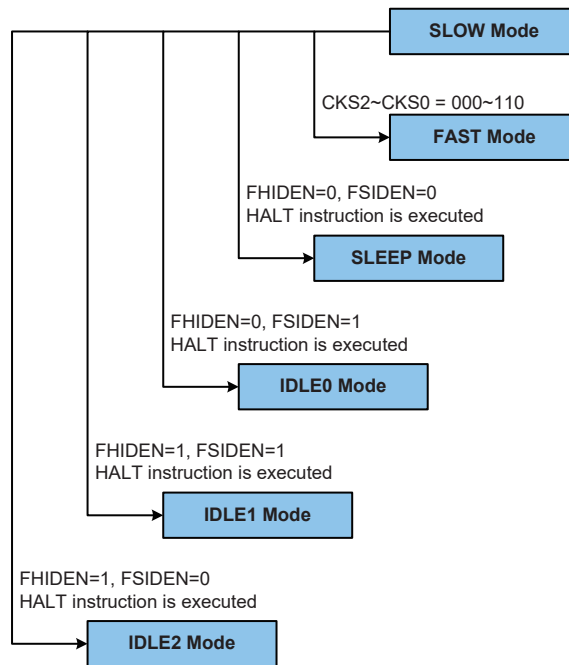 SLOW Mode
CKS2~CKS0 = 000~110
FAST Mode
FHIDEN=0, FSIDEN=0
HALT instruction is executed
SLEEP Mode
FHIDEN=0, FSIDEN=1
HALT instruction is executed
IDLE0 Mode
FHIDEN=1, FSIDEN=1
HALT instruction is executed
IDLE1 Mode
FHIDEN=1, FSIDEN=0
HALT instruction is executed
IDLE2 Mode